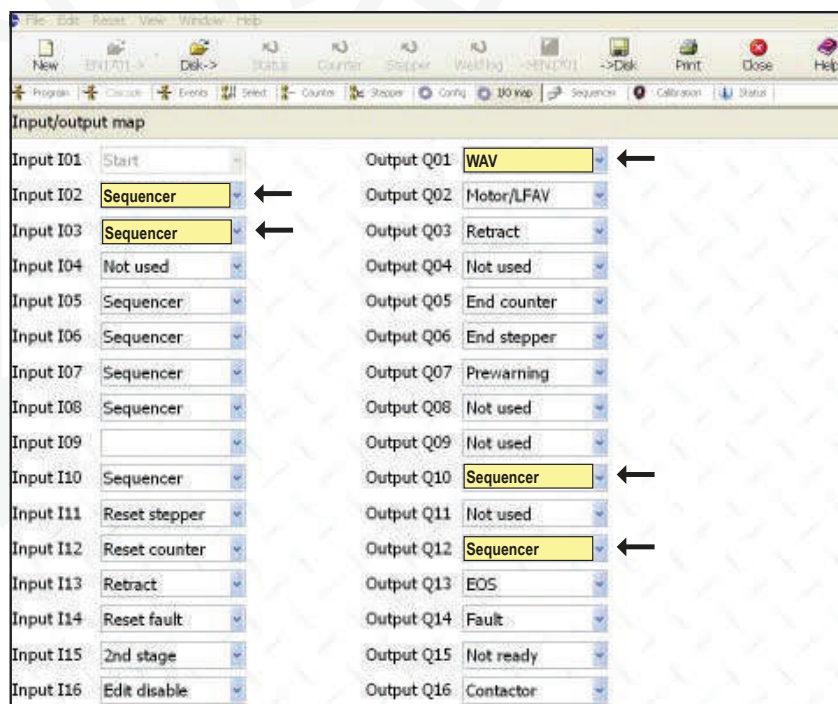 File Edit Reset View Window Help
New EN1701-> Disk-> Status Counter Stepper Welding ->EN1701 ->Disk Print Close Help
Program Cascade Events Select Counter Stepper Config I/O map Sequencer Calibration Status
Input/output map
Input I01 Start Output Q01 WAV
Input I02 Sequencer Output Q02 Motor/LFAV
Input I03 Sequencer Output Q03 Retract
Input I04 Not used Output Q04 Not used
Input I05 Sequencer Output Q05 End counter
Input I06 Sequencer Output Q06 End stepper
Input I07 Sequencer Output Q07 Prewarning
Input I08 Sequencer Output Q08 Not used
Input I09 Output Q09 Not used
Input I10 Sequencer Output Q10 Sequencer
Input I11 Reset stepper Output Q11 Not used
Input I12 Reset counter Output Q12 Sequencer
Input I13 Retract Output Q13 EOS
Input I14 Reset fault Output Q14 Fault
Input I15 2nd stage Output Q15 Not ready
Input I16 Edit disable Output Q16 Contactor